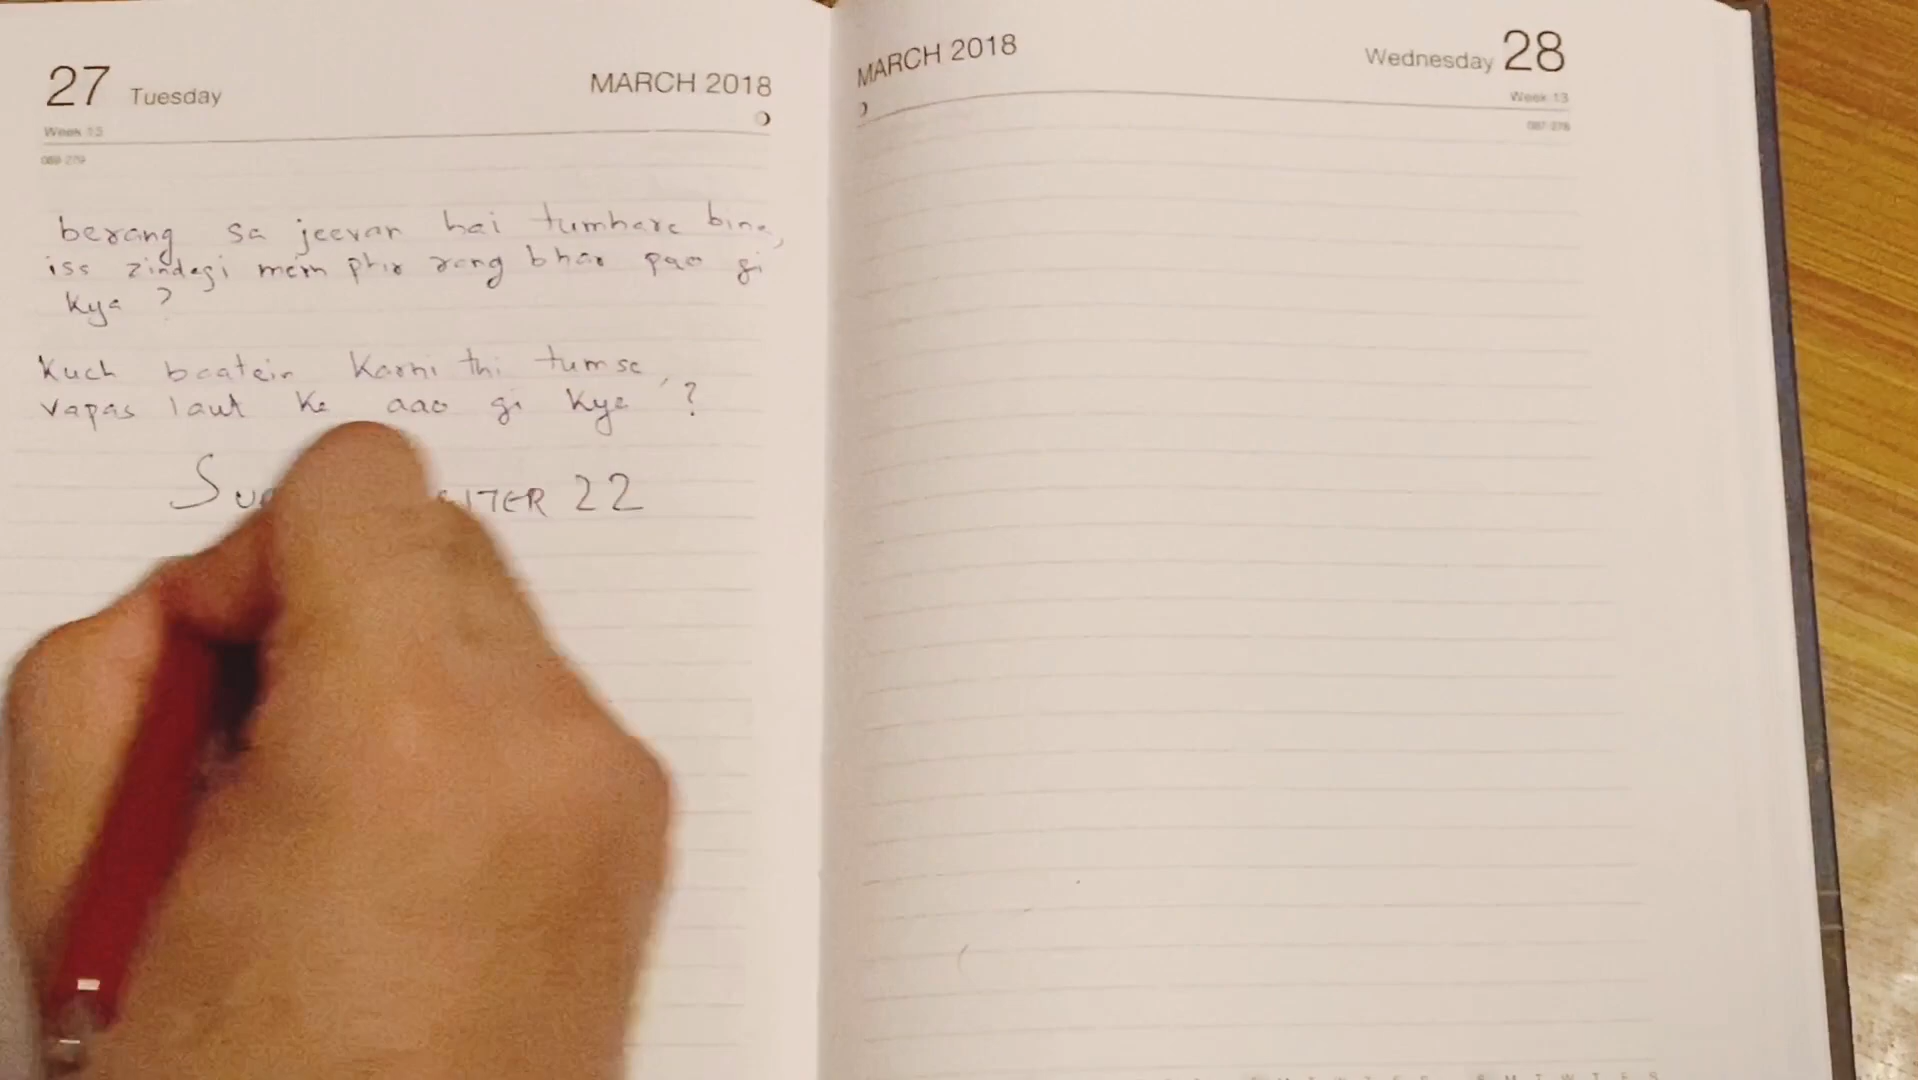 27 Tuesday MARCH 2018
Week 13
berang sa jeevan hai tumhare bina,
iss zindagi mein phir rang bhar pao gi
kya ?
Kuch baatein Karni thi tumse,
vapas laut Ke aao gi Kya ?
22
MARCH 2018 Wednesday 28
Week 13
087-278